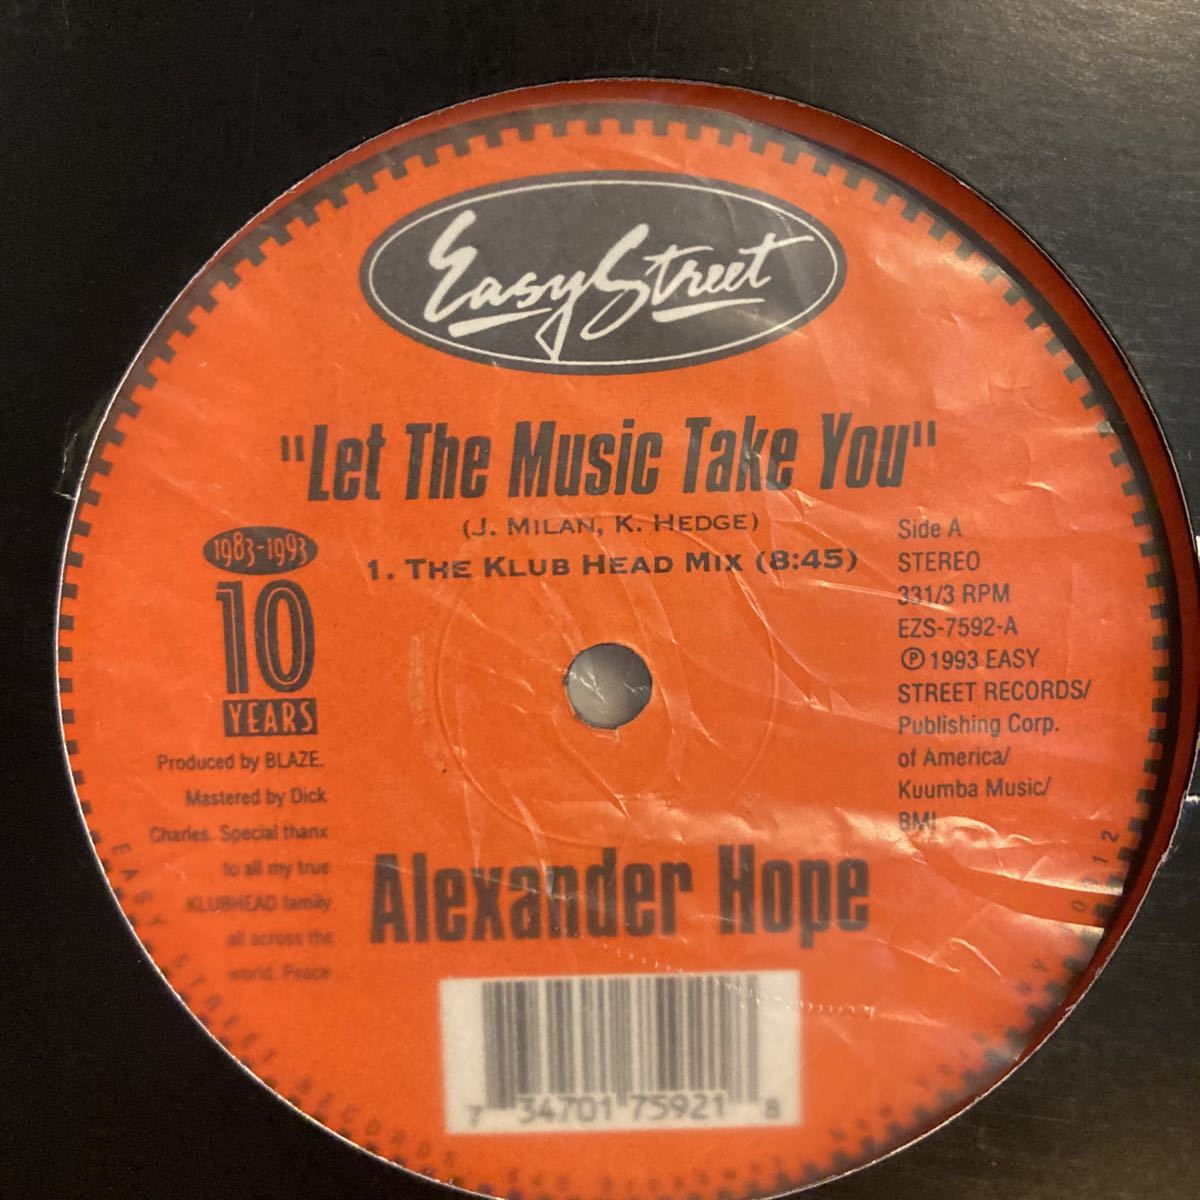 Easy Street
"Let The Music Take You"
(J. MILAN, K. HEDGE)
1. THE KLUB HEAD MIX (8:45)
1983-1993
10
YEARS
Produced by BLAZE.
Mastered by Dick
Charles. Special thanx
to all my true
KLUBHEAD family
all across the
world. Peace
Side A
STEREO
331/3 RPM
EZS-7592-A
Ⓟ 1993 EASY
STREET RECORDS/
Publishing Corp.
of America/
Kuumba Music/
BMI
Alexander Hope
7 34701 75921 8
EASY STREET RECORDS,